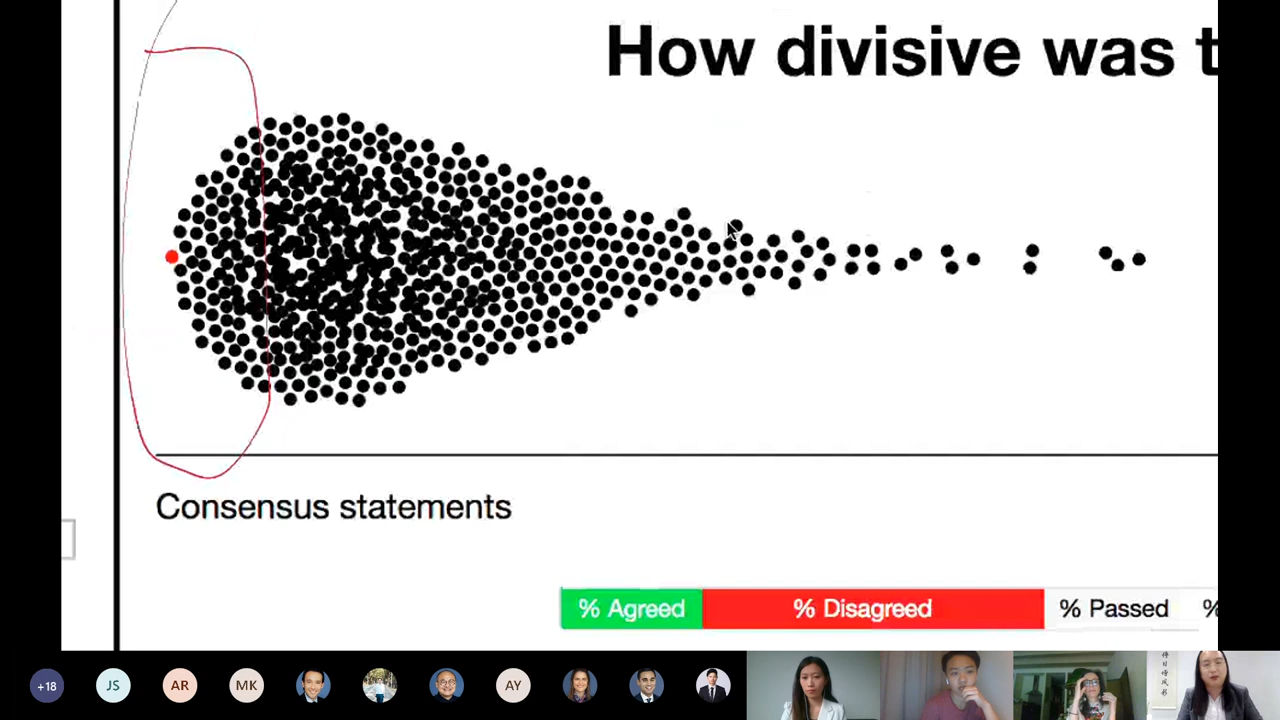 How divisive was t
Consensus statements
% Agreed
% Disagreed
% Passed
%
+18
JS
AR
MK
AY